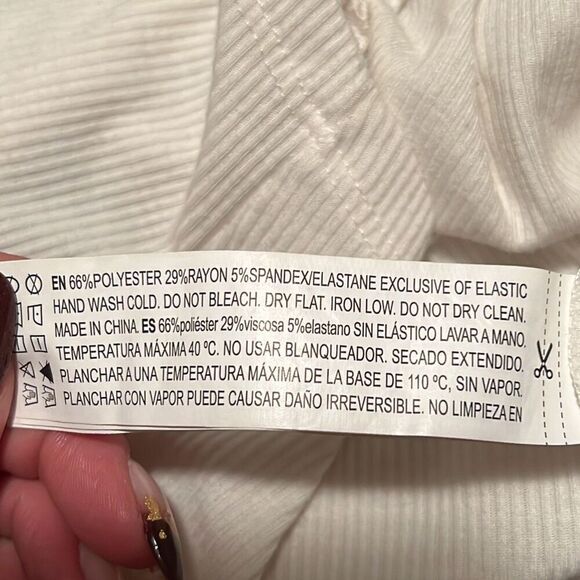 EN 66%POLYESTER 29%RAYON 5%SPANDEX/ELASTANE EXCLUSIVE OF ELASTIC
HAND WASH COLD. DO NOT BLEACH. DRY FLAT. IRON LOW. DO NOT DRY CLEAN.
MADE IN CHINA. ES 66%poliéster 29%viscosa 5%elastano SIN ELÁSTICO LAVAR A MANO.
TEMPERATURA MÁXIMA 40 ºC. NO USAR BLANQUEADOR. SECADO EXTENDIDO.
PLANCHAR A UNA TEMPERATURA MÁXIMA DE LA BASE DE 110 ºC, SIN VAPOR.
PLANCHAR CON VAPOR PUEDE CAUSAR DAÑO IRREVERSIBLE. NO LIMPIEZA EN